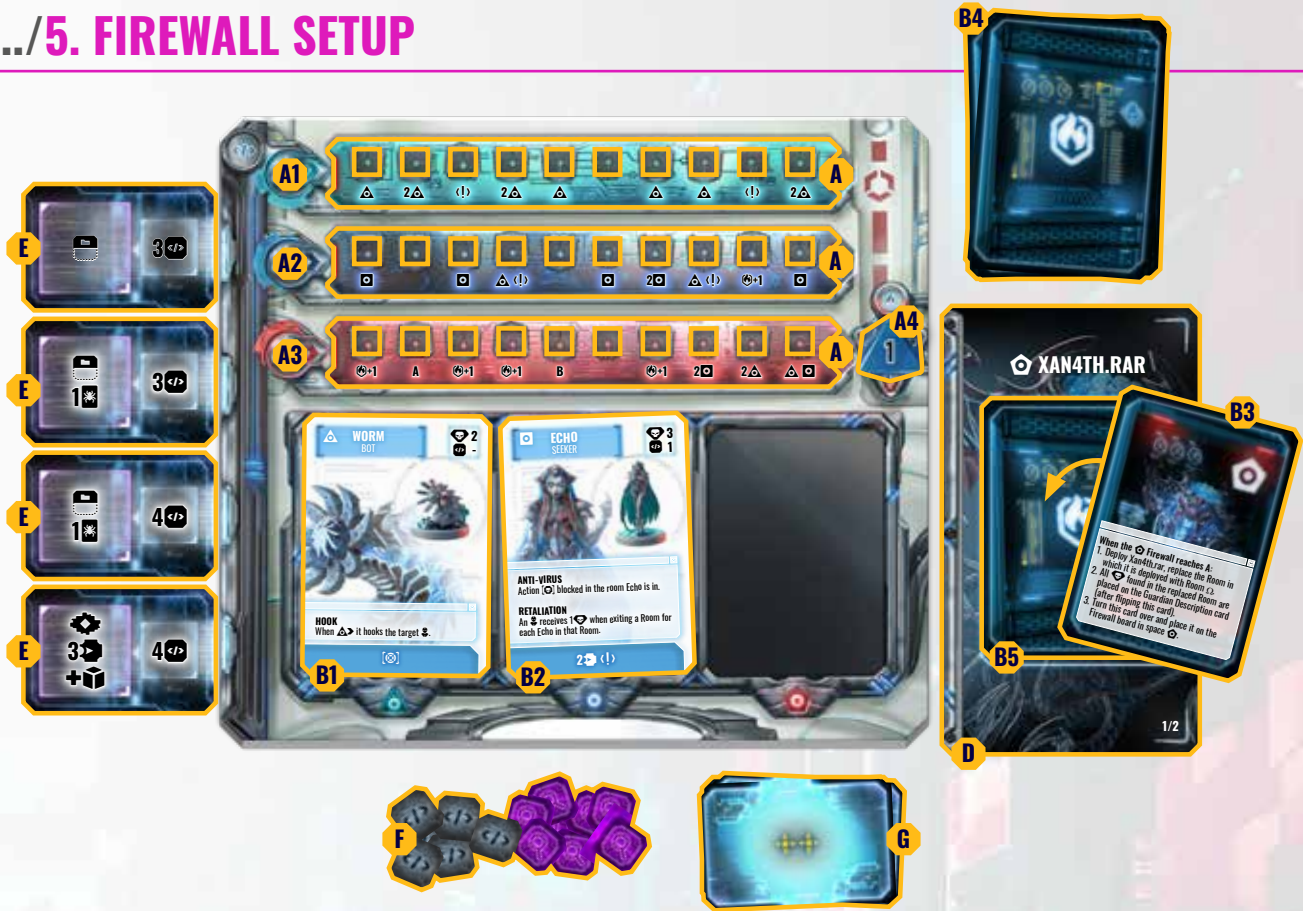 ../5. FIREWALL SETUP
B4
A1
A
2
2
2
A2
A
2
+1
A3
A
+1
A
+1
+1
B
+1
2
2
A4
1
E
3
E
1
3
E
1
4
E
3
+
4
WORM
BOT
2
-
HOOK
When it hooks the target .
B1
ECHO
SEEKER
3
1
ANTI-VIRUS
Action [ ] blocked in the room Echo is in.
RETALIATION
An receives 1 when exiting a Room for
each Echo in that Room.
2 (!)
B2
XAN4TH.RAR
B3
When the Firewall reaches A:
1. Deploy Xan4th.rar, replace the Room in
which it is deployed with Room Ω.
2. All found in the replaced Room are
placed on the Guardian Description card
(after flipping this card).
3. Turn this card over and place it on the
Firewall board in space .
B5
1/2
D
F
G